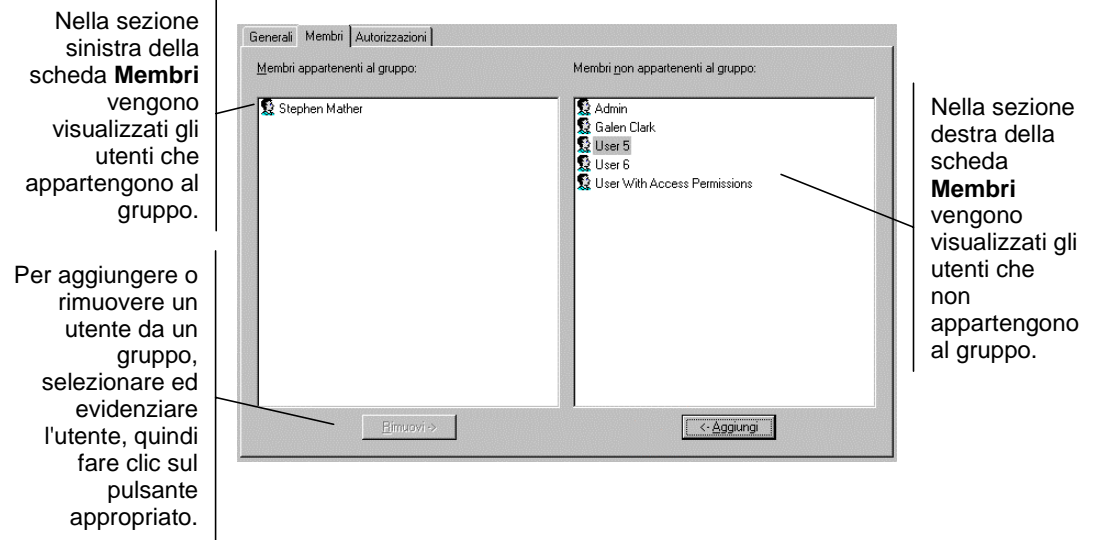 Nella sezione
sinistra della
scheda Membri
vengono
visualizzati gli
utenti che
appartengono al
gruppo.
Per aggiungere o
rimuovere un
utente da un
gruppo,
selezionare ed
evidenziare
l'utente, quindi
fare clic sul
pulsante
appropriato.
Generali Membri Autorizzazioni
Membri appartenenti al gruppo:
Stephen Mather
Rimuovi ->
Membri non appartenenti al gruppo:
Admin
Galen Clark
User 5
User 6
User With Access Permissions
<- Aggiungi
Nella sezione
destra della
scheda
Membri
vengono
visualizzati gli
utenti che
non
appartengono
al gruppo.